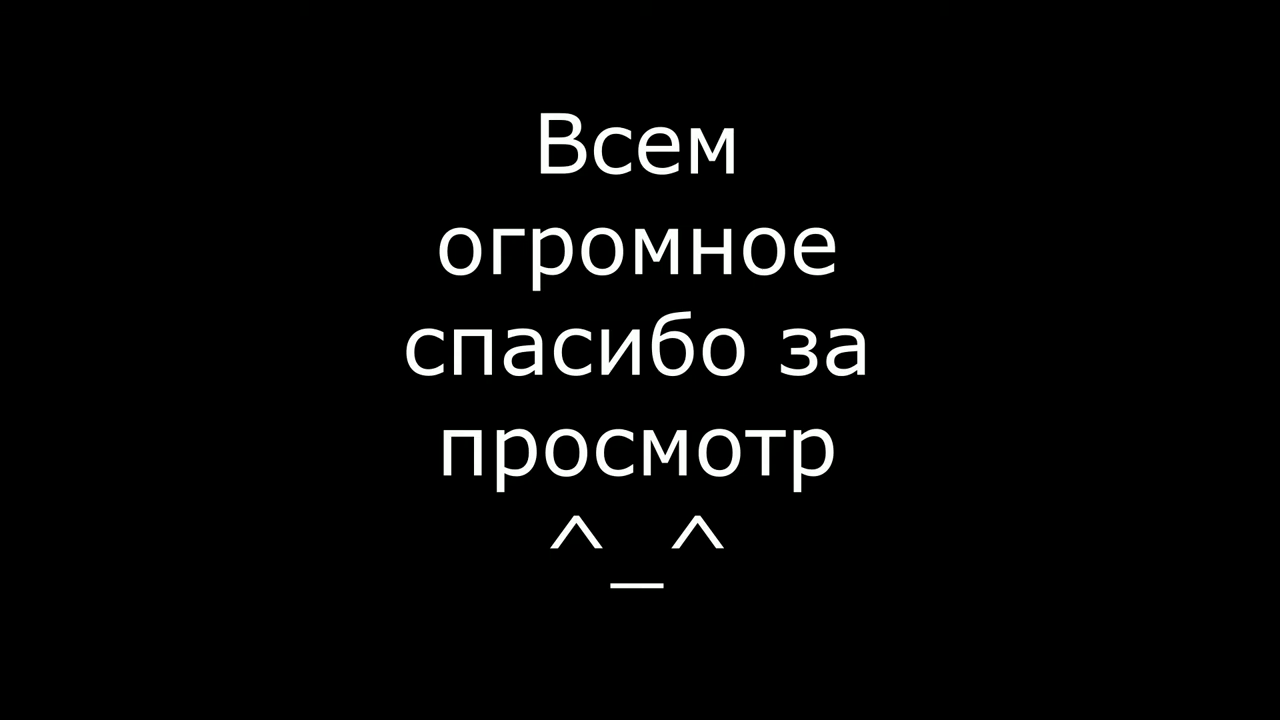 Всем
огромное
спасибо за
просмотр
^_^